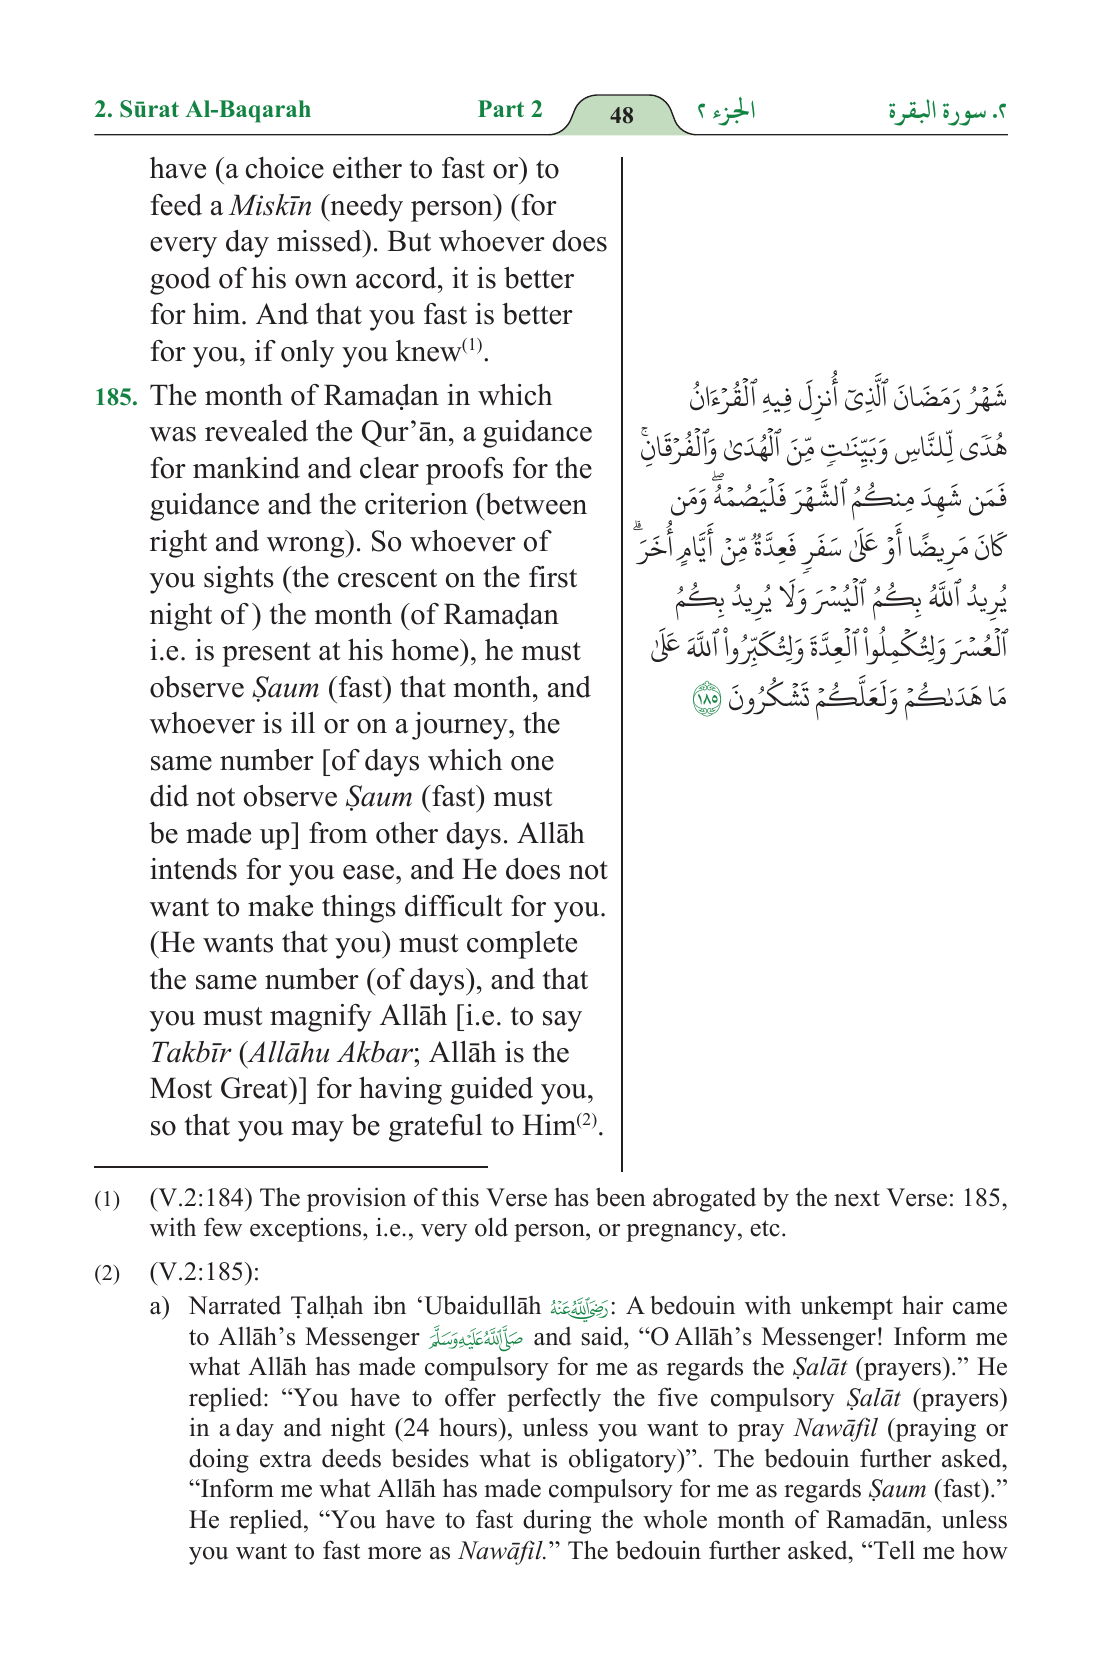 2. Sūrat Al-Baqarah Part 2 48 الجزء ٢ ٢. سورة البقرة
have (a choice either to fast or) to
feed a Miskīn (needy person) (for
every day missed). But whoever does
good of his own accord, it is better
for him. And that you fast is better
for you, if only you knew(1).
185. The month of Ramaḍan in which
was revealed the Qur’ān, a guidance
for mankind and clear proofs for the
guidance and the criterion (between
right and wrong). So whoever of
you sights (the crescent on the first
night of ) the month (of Ramaḍan
i.e. is present at his home), he must
observe Ṣaum (fast) that month, and
whoever is ill or on a journey, the
same number [of days which one
did not observe Ṣaum (fast) must
be made up] from other days. Allāh
intends for you ease, and He does not
want to make things difficult for you.
(He wants that you) must complete
the same number (of days), and that
you must magnify Allāh [i.e. to say
Takbīr (Allāhu Akbar; Allāh is the
Most Great)] for having guided you,
so that you may be grateful to Him(2).
شَهْرُ رَمَضَانَ ٱلَّذِىٓ أُنزِلَ فِيهِ ٱلْقُرْءَانُ
هُدًى لِّلنَّاسِ وَبَيِّنَـٰتٍ مِّنَ ٱلْهُدَىٰ وَٱلْفُرْقَانِ ۚ
فَمَن شَهِدَ مِنكُمُ ٱلشَّهْرَ فَلْيَصُمْهُ ۖ وَمَن
كَانَ مَرِيضًا أَوْ عَلَىٰ سَفَرٍ فَعِدَّةٌ مِّنْ أَيَّامٍ أُخَرَ ۗ
يُرِيدُ ٱللَّهُ بِكُمُ ٱلْيُسْرَ وَلَا يُرِيدُ بِكُمُ
ٱلْعُسْرَ وَلِتُكْمِلُوا۟ ٱلْعِدَّةَ وَلِتُكَبِّرُوا۟ ٱللَّهَ عَلَىٰ
مَا هَدَىٰكُمْ وَلَعَلَّكُمْ تَشْكُرُونَ ١٨٥
(1) (V.2:184) The provision of this Verse has been abrogated by the next Verse: 185,
with few exceptions, i.e., very old person, or pregnancy, etc.
(2) (V.2:185):
a) Narrated Ṭalḥah ibn ‘Ubaidullāh رَضِيَ اللَّهُ عَنْهُ: A bedouin with unkempt hair came
to Allāh’s Messenger صَلَّى اللَّهُ عَلَيْهِ وَسَلَّمَ and said, “O Allāh’s Messenger! Inform me
what Allāh has made compulsory for me as regards the Ṣalāt (prayers).” He
replied: “You have to offer perfectly the five compulsory Ṣalāt (prayers)
in a day and night (24 hours), unless you want to pray Nawāfil (praying or
doing extra deeds besides what is obligatory)”. The bedouin further asked,
“Inform me what Allāh has made compulsory for me as regards Ṣaum (fast).”
He replied, “You have to fast during the whole month of Ramadān, unless
you want to fast more as Nawāfil.” The bedouin further asked, “Tell me how